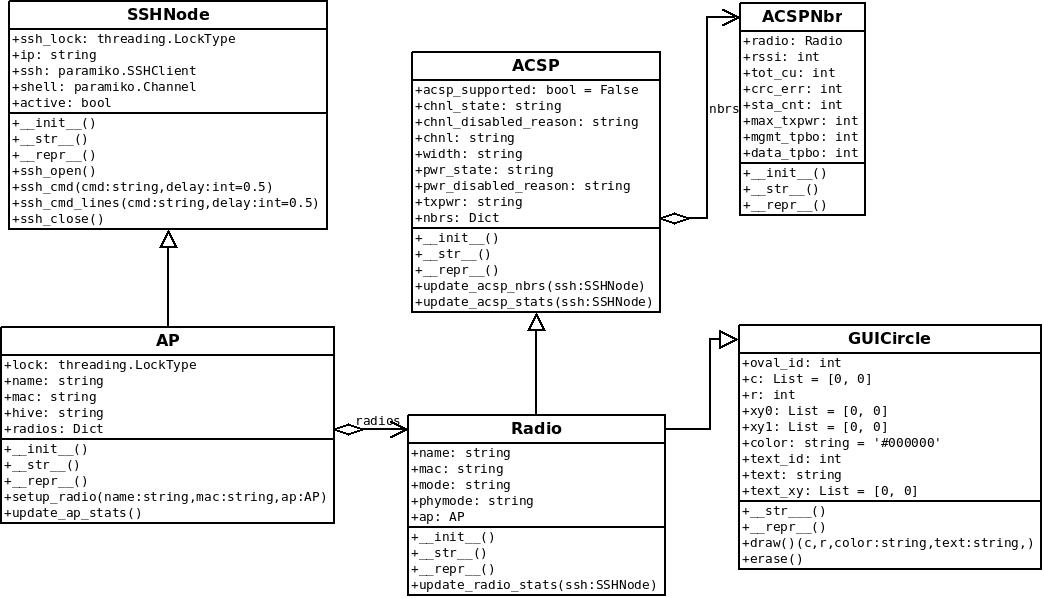 SSHNode
+ssh_lock: threading.LockType
+ip: string
+ssh: paramiko.SSHClient
+shell: paramiko.Channel
+active: bool
+__init__()
+__str__()
+__repr__()
+ssh_open()
+ssh_cmd(cmd:string,delay:int=0.5)
+ssh_cmd_lines(cmd:string,delay:int=0.5)
+ssh_close()
ACSP
+acsp_supported: bool = False
+chnl_state: string
+chnl_disabled_reason: string
+chnl: string
+width: string
+pwr_state: string
+pwr_disabled_reason: string
+txpwr: string
+nbrs: Dict
+__init__()
+__str__()
+__repr__()
+update_acsp_nbrs(ssh:SSHNode)
+update_acsp_stats(ssh:SSHNode)
nbrs
ACSPNbr
+radio: Radio
+rssi: int
+tot_cu: int
+crc_err: int
+sta_cnt: int
+max_txpwr: int
+mgmt_tpbo: int
+data_tpbo: int
+__init__()
+__str__()
+__repr__()
AP
+lock: threading.LockType
+name: string
+mac: string
+hive: string
+radios: Dict
+__init__()
+__str__()
+__repr__()
+setup_radio(name:string,mac:string,ap:AP)
+update_ap_stats()
radios
Radio
+name: string
+mac: string
+mode: string
+phymode: string
+ap: AP
+__init__()
+__str__()
+__repr__()
+update_radio_stats(ssh:SSHNode)
GUICircle
+oval_id: int
+c: List = [0, 0]
+r: int
+xy0: List = [0, 0]
+xy1: List = [0, 0]
+color: string = '#000000'
+text_id: int
+text: string
+text_xy: List = [0, 0]
+__str___()
+__repr__()
+draw()(c,r,color:string,text:string,)
+erase()